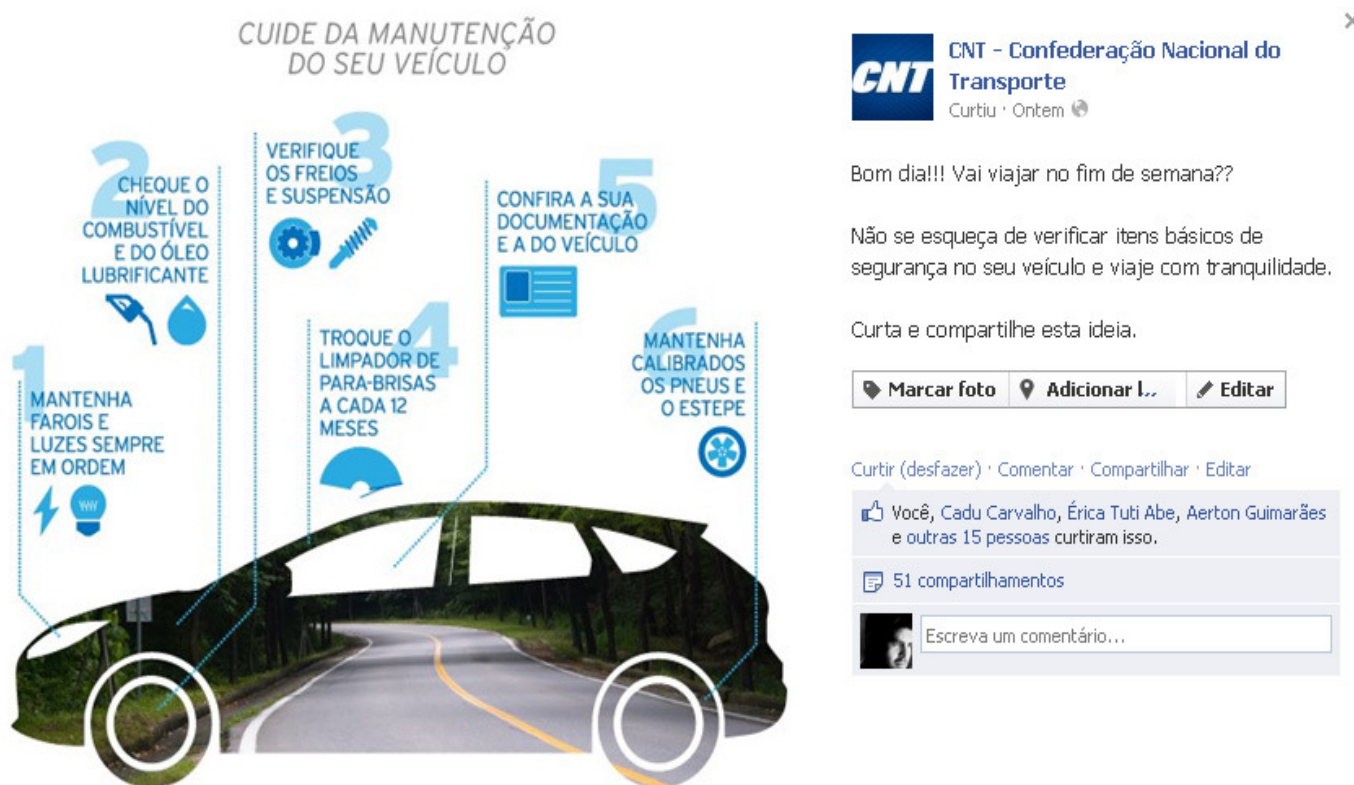 CUIDE DA MANUTENÇÃO
DO SEU VEÍCULO
1
MANTENHA
FAROIS E
LUZES SEMPRE
EM ORDEM
2
CHEQUE O
NÍVEL DO
COMBUSTÍVEL
E DO ÓLEO
LUBRIFICANTE
3
VERIFIQUE
OS FREIOS
E SUSPENSÃO
4
TROQUE O
LIMPADOR DE
PARA-BRISAS
A CADA 12
MESES
5
CONFIRA A SUA
DOCUMENTAÇÃO
E A DO VEÍCULO
6
MANTENHA
CALIBRADOS
OS PNEUS E
O ESTEPE
CNT
CNT - Confederação Nacional do
Transporte
Curtiu · Ontem
Bom dia!!! Vai viajar no fim de semana??
Não se esqueça de verificar itens básicos de
segurança no seu veículo e viaje com tranquilidade.
Curta e compartilhe esta ideia.
Marcar foto Adicionar l... Editar
Curtir (desfazer) · Comentar · Compartilhar · Editar
Você, Cadu Carvalho, Érica Tuti Abe, Aerton Guimarães
e outras 15 pessoas curtiram isso.
51 compartilhamentos
Escreva um comentário...